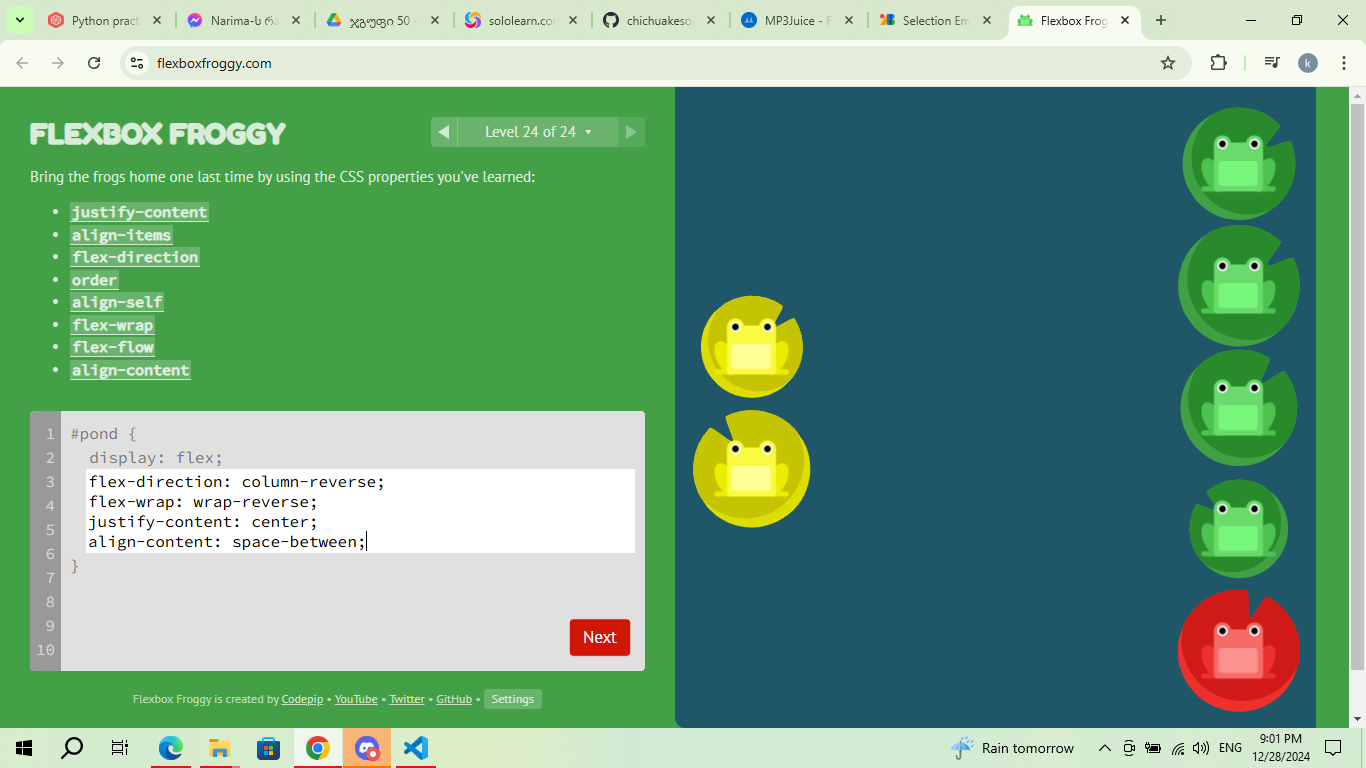 Python pract
Narima-ს რა
ჯგუფი 50 -
sololearn.con
chichuakeso
MP3Juice - F
Selection Em
Flexbox Frog
flexboxfroggy.com
k
FLEXBOX FROGGY
Level 24 of 24
Bring the frogs home one last time by using the CSS properties you've learned:
justify-content
align-items
flex-direction
order
align-self
flex-wrap
flex-flow
align-content
1 #pond {
2 display: flex;
3 flex-direction: column-reverse;
4 flex-wrap: wrap-reverse;
5 justify-content: center;
6 align-content: space-between;
7 }
8
9
10
Next
Flexbox Froggy is created by Codepip • YouTube • Twitter • GitHub • Settings
Rain tomorrow
ENG
9:01 PM
12/28/2024